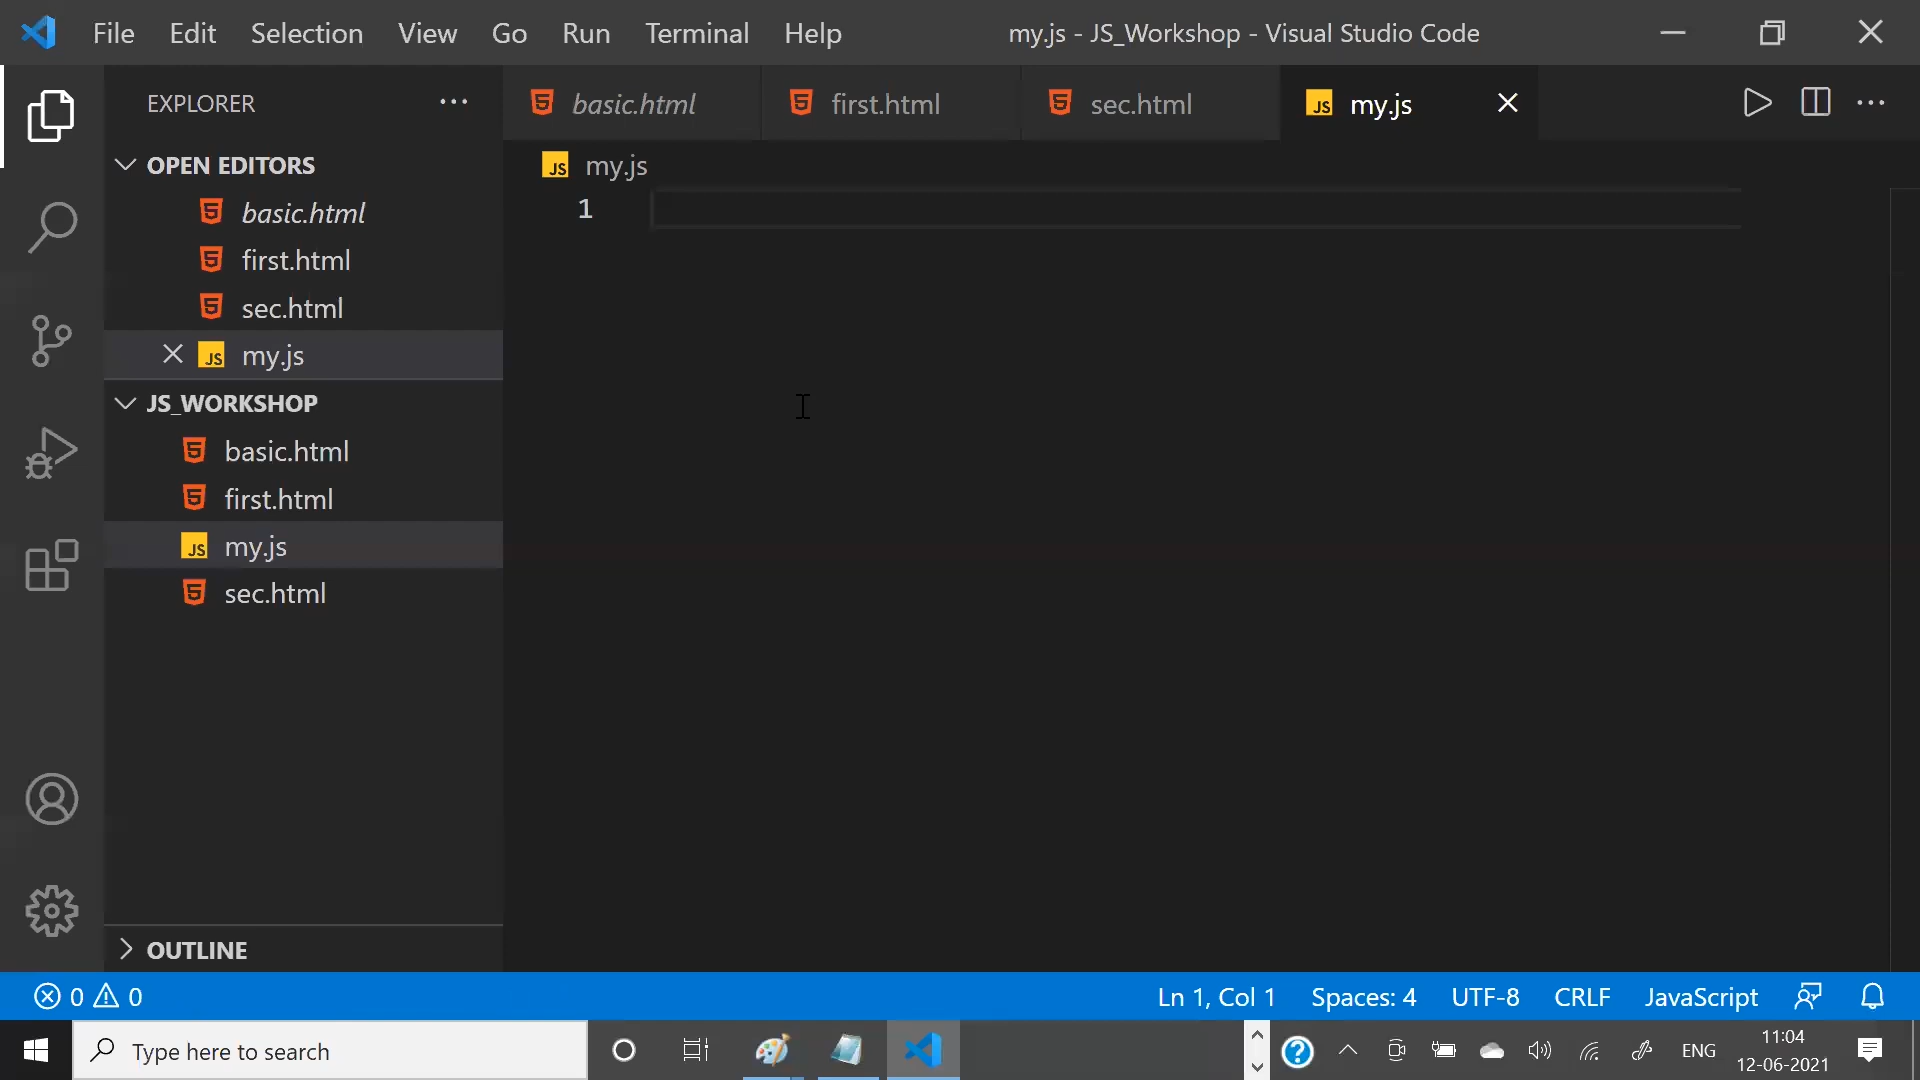 File Edit Selection View Go Run Terminal Help my.js - JS_Workshop - Visual Studio Code
EXPLORER
OPEN EDITORS
basic.html
first.html
sec.html
my.js
JS_WORKSHOP
basic.html
first.html
JS my.js
sec.html
OUTLINE
basic.html first.html sec.html JS my.js
JS my.js
1
0 0 Ln 1, Col 1 Spaces: 4 UTF-8 CRLF JavaScript
Type here to search ENG 11:04
12-06-2021